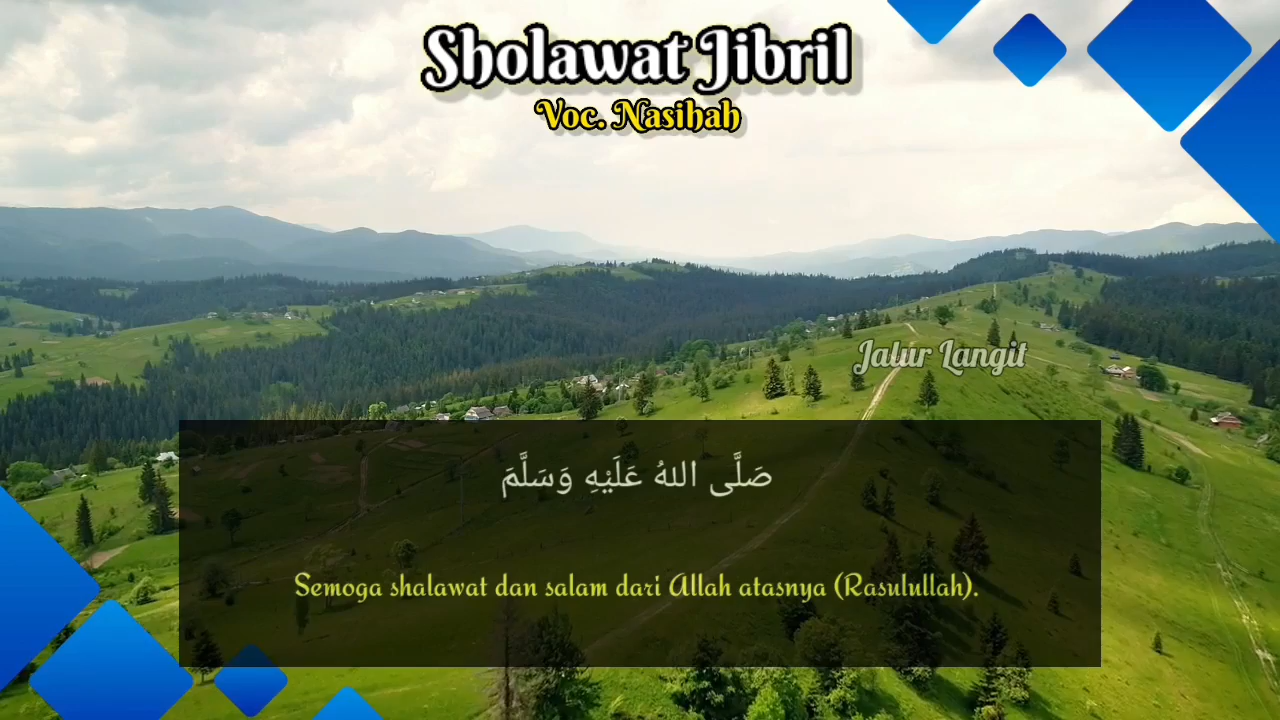 Sholawat Jibril
Voc. Nasihah
Jalur Langit
صَلَّى اللهُ عَلَيْهِ وَسَلَّمَ
Semoga shalawat dan salam dari Allah atasnya (Rasulullah).